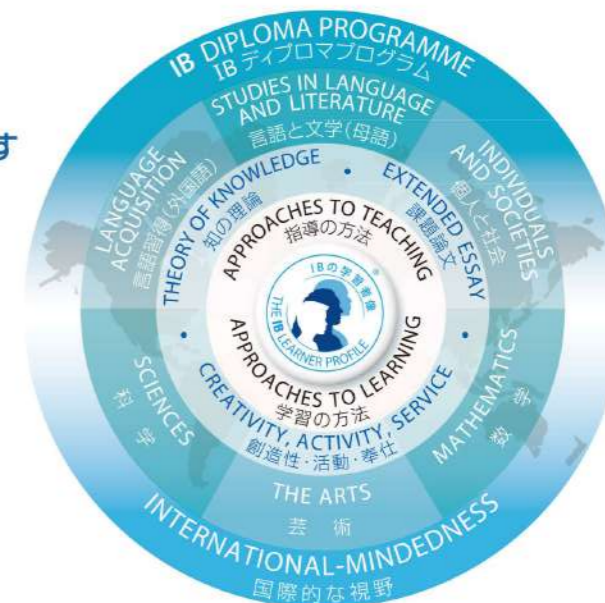 IB DIPLOMA PROGRAMME
IB ディプロマプログラム
STUDIES IN LANGUAGE
AND LITERATURE
言語と文学(母語)
す
LANGUAGE
ACQUISITION
言語習得(外国語)
INDIVIDUALS
AND SOCIETIES
個人と社会
THEORY OF KNOWLEDGE
知の理論
EXTENDED ESSAY
課題論文
APPROACHES TO TEACHING
指導の方法
IBの学習者像
THE IB LEARNER PROFILE
APPROACHES TO LEARNING
学習の方法
CREATIVITY, ACTIVITY, SERVICE
創造性・活動・奉仕
SCIENCES
科学
MATHEMATICS
数学
THE ARTS
芸術
INTERNATIONAL-MINDEDNESS
国際的な視野